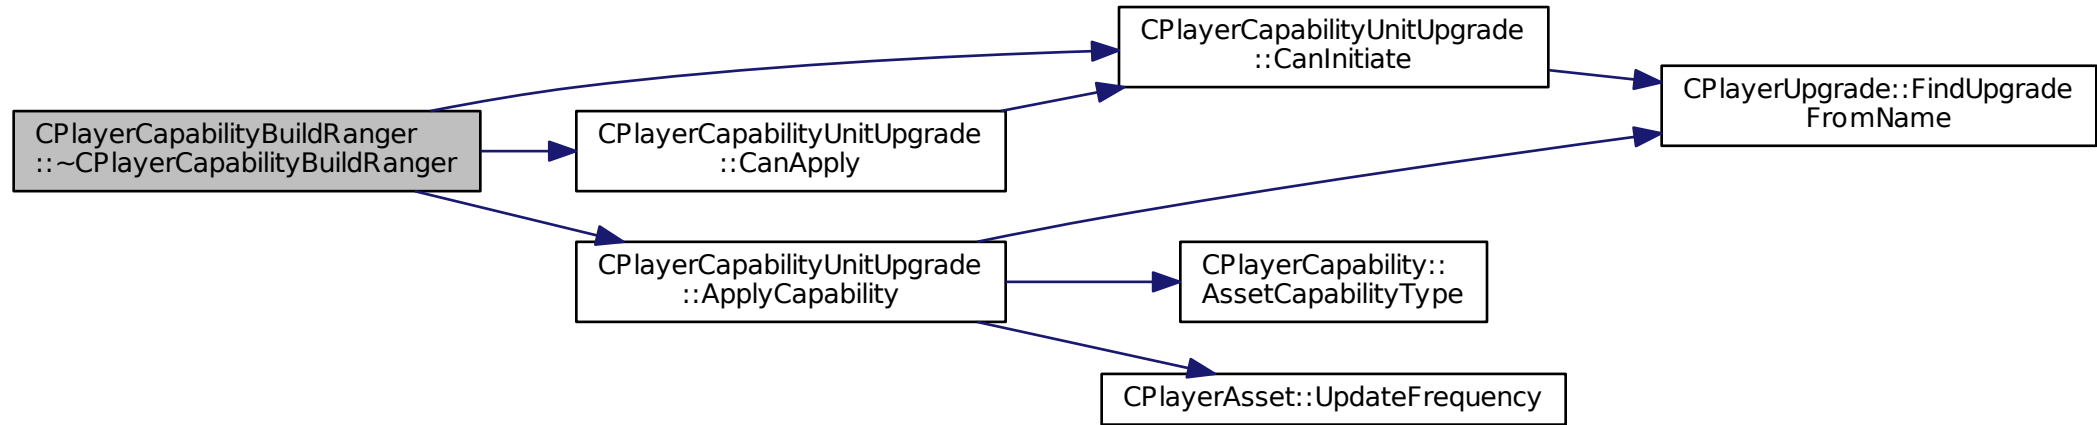 CPlayerCapabilityBuildRanger
::~CPlayerCapabilityBuildRanger
CPlayerCapabilityUnitUpgrade
::CanInitiate
CPlayerCapabilityUnitUpgrade
::CanApply
CPlayerUpgrade::FindUpgrade
FromName
CPlayerCapabilityUnitUpgrade
::ApplyCapability
CPlayerCapability::
AssetCapabilityType
CPlayerAsset::UpdateFrequency